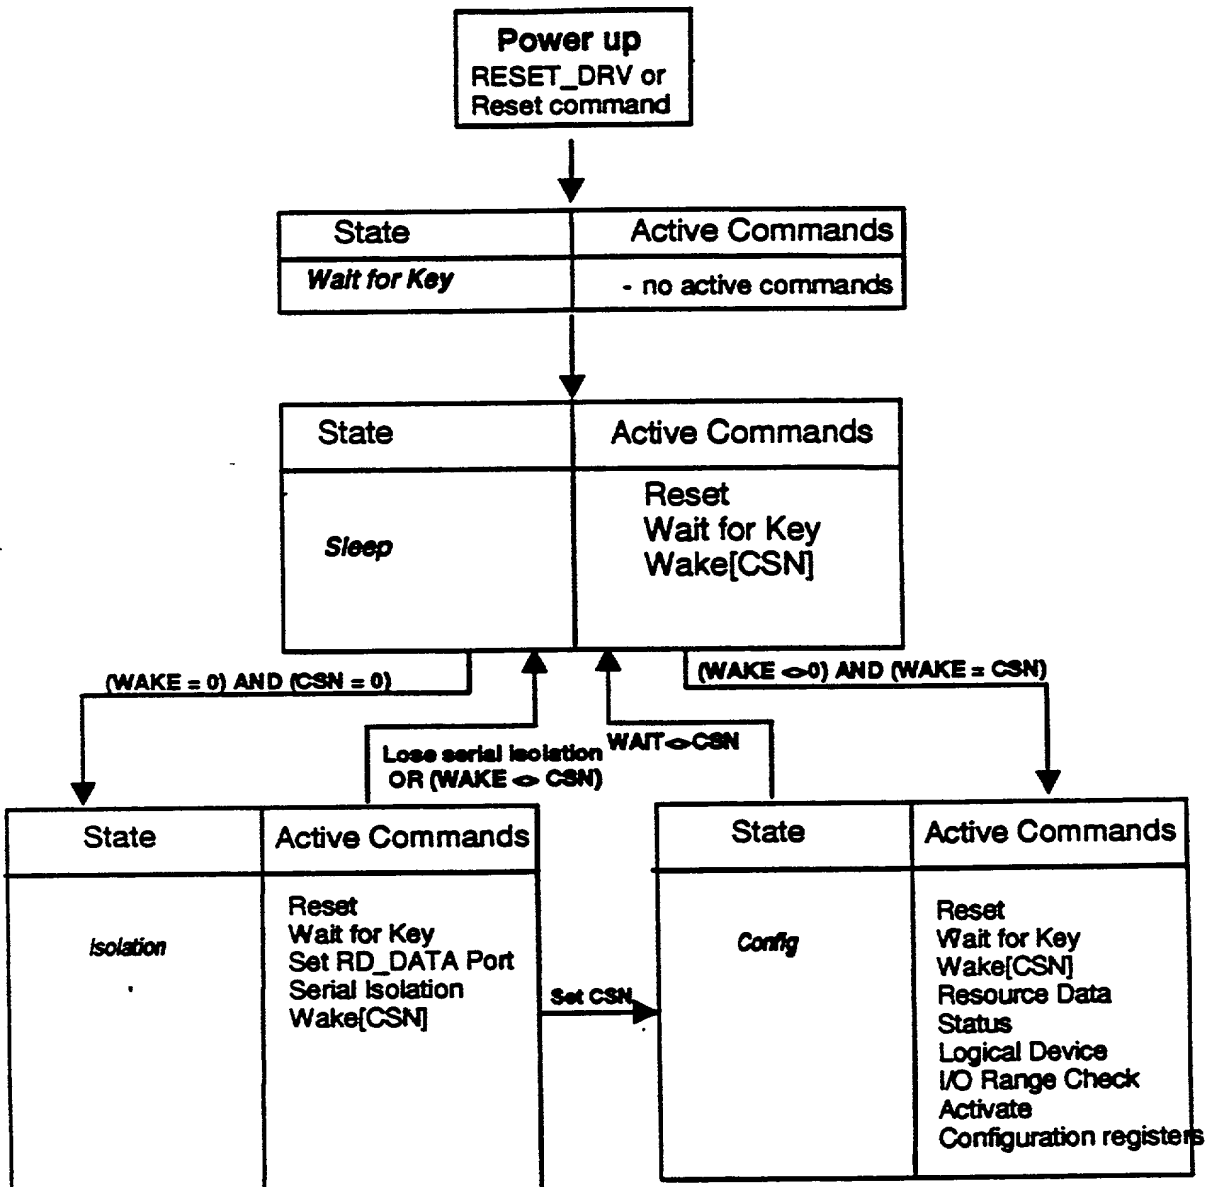 Power up
RESET_DRV or
Reset command
State
Active Commands
Wait for Key
- no active commands
State
Active Commands
Sleep
Reset
Wait for Key
Wake[CSN]
(WAKE = 0) AND (CSN = 0)
(WAKE <>0) AND (WAKE = CSN)
Lose serial isolation
OR (WAKE <> CSN)
WAIT<>CSN
State
Active Commands
Isolation
Reset
Wait for Key
Set RD_DATA Port
Serial Isolation
Wake[CSN]
Set CSN
State
Active Commands
Config
Reset
Wait for Key
Wake[CSN]
Resource Data
Status
Logical Device
I/O Range Check
Activate
Configuration registers